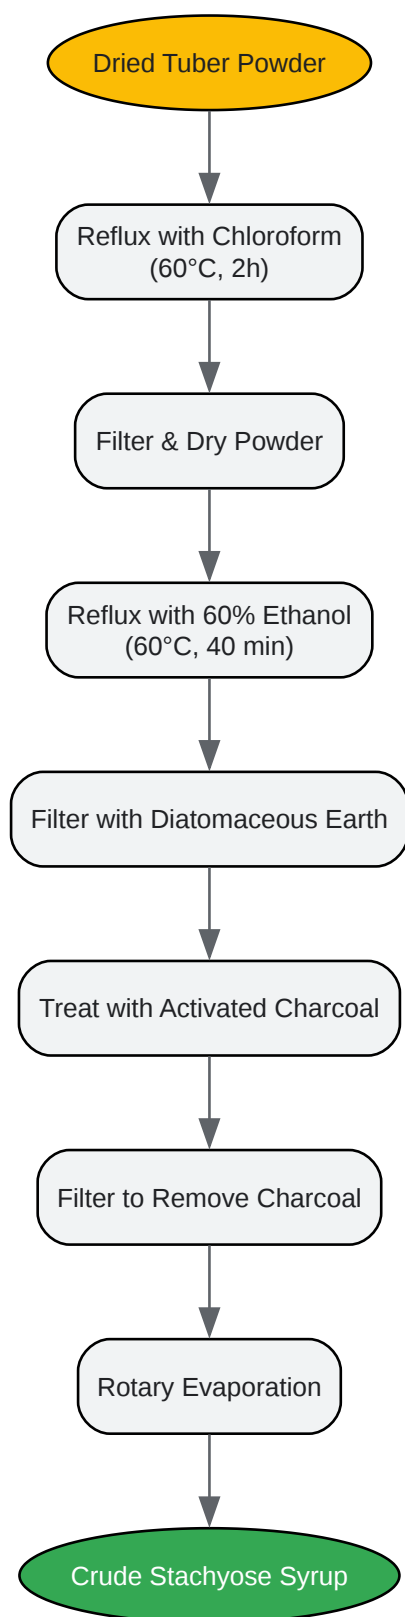 Dried Tuber Powder
Reflux with Chloroform
(60°C, 2h)
Filter & Dry Powder
Reflux with 60% Ethanol
(60°C, 40 min)
Filter with Diatomaceous Earth
Treat with Activated Charcoal
Filter to Remove Charcoal
Rotary Evaporation
Crude Stachyose Syrup